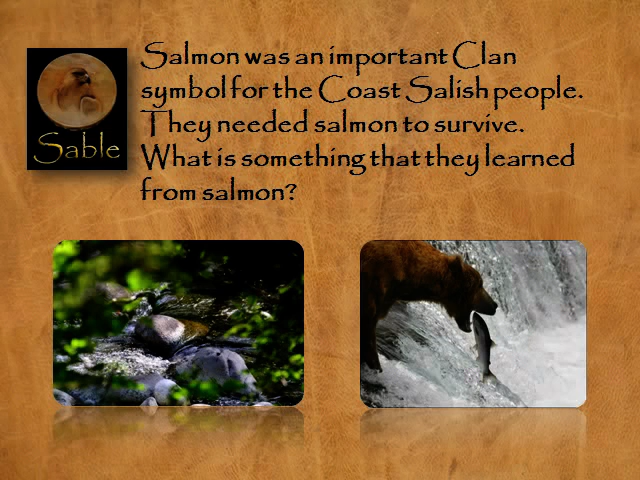 Salmon was an important Clan
symbol for the Coast Salish people.
They needed salmon to survive.
What is something that they learned
from salmon?
Sable